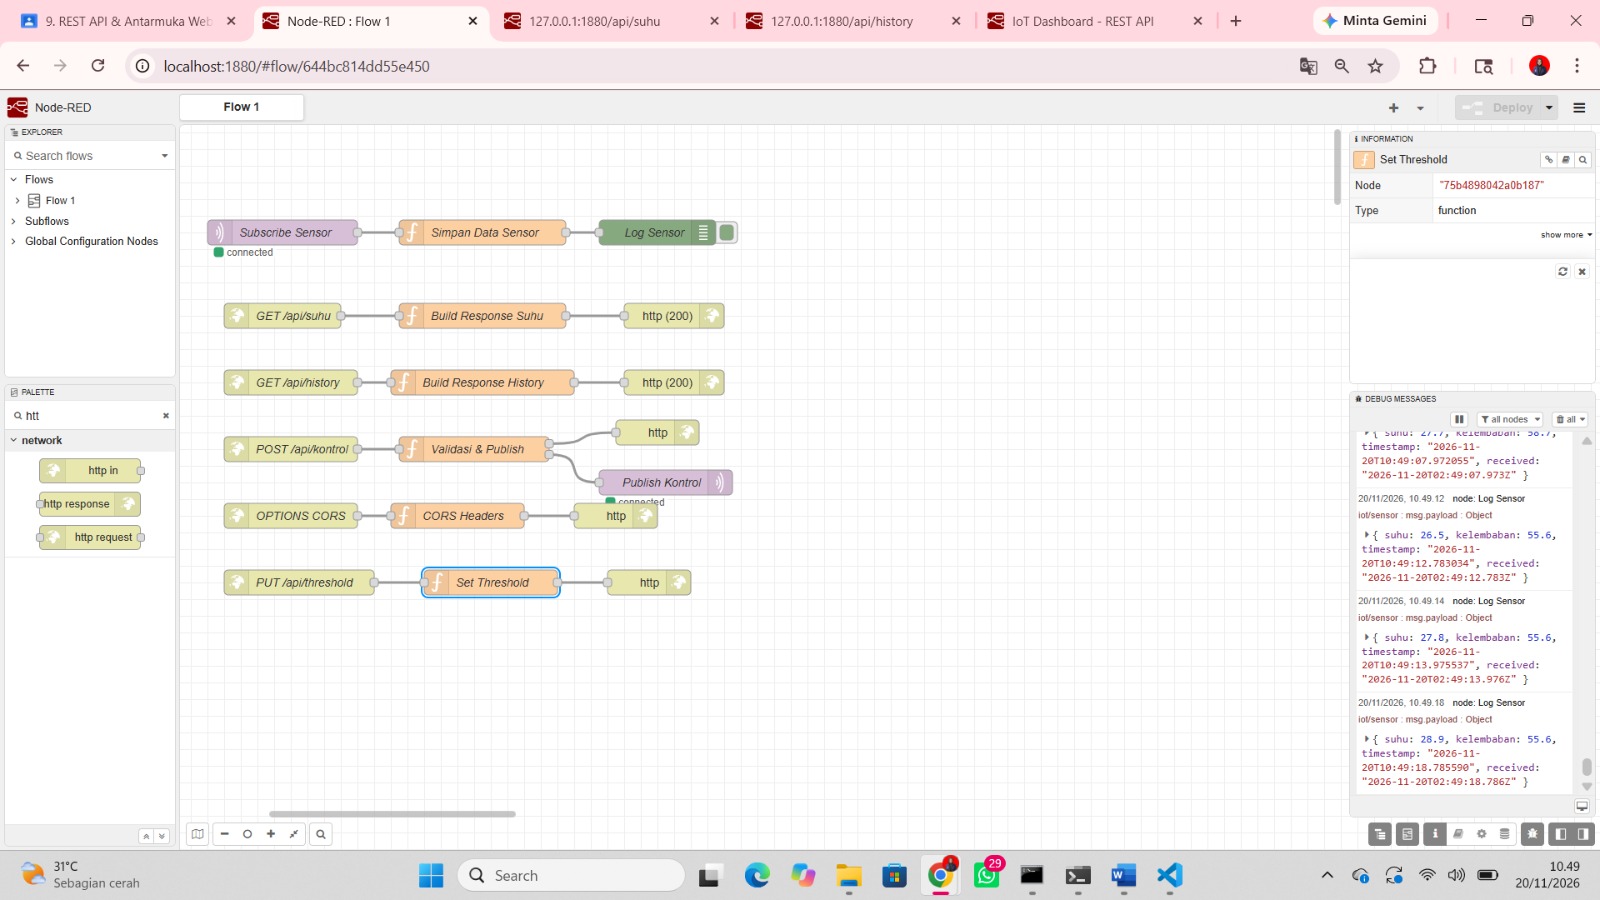 9. REST API & Antarmuka Web
Node-RED : Flow 1
127.0.0.1:1880/api/suhu
127.0.0.1:1880/api/history
IoT Dashboard - REST API
Minta Gemini
localhost:1880/#flow/644bc814dd55e450
Node-RED
Flow 1
Deploy
EXPLORER
Search flows
Flows
Flow 1
Subflows
Global Configuration Nodes
PALETTE
htt
network
http in
http response
http request
Subscribe Sensor
Simpan Data Sensor
Log Sensor
connected
GET /api/suhu
Build Response Suhu
http (200)
GET /api/history
Build Response History
http (200)
http
POST /api/kontrol
Validasi & Publish
Publish Kontrol
connected
OPTIONS CORS
CORS Headers
http
PUT /api/threshold
Set Threshold
http
INFORMATION
Set Threshold
Node
"75b4898042a0b187"
Type
function
show more
DEBUG MESSAGES
all nodes
all
{ suhu: 27.7, kelembaban: 58.7,
timestamp: "2026-11-
20T10:49:07.972055", received:
"2026-11-20T02:49:07.973Z" }
20/11/2026, 10.49.12 node: Log Sensor
iot/sensor : msg.payload : Object
{ suhu: 26.5, kelembaban: 55.6,
timestamp: "2026-11-
20T10:49:12.783034", received:
"2026-11-20T02:49:12.783Z" }
20/11/2026, 10.49.14 node: Log Sensor
iot/sensor : msg.payload : Object
{ suhu: 27.8, kelembaban: 55.6,
timestamp: "2026-11-
20T10:49:13.975537", received:
"2026-11-20T02:49:13.976Z" }
20/11/2026, 10.49.18 node: Log Sensor
iot/sensor : msg.payload : Object
{ suhu: 28.9, kelembaban: 55.6,
timestamp: "2026-11-
20T10:49:18.785590", received:
"2026-11-20T02:49:18.786Z" }
31°C
Sebagian cerah
Search
29
10.49
20/11/2026